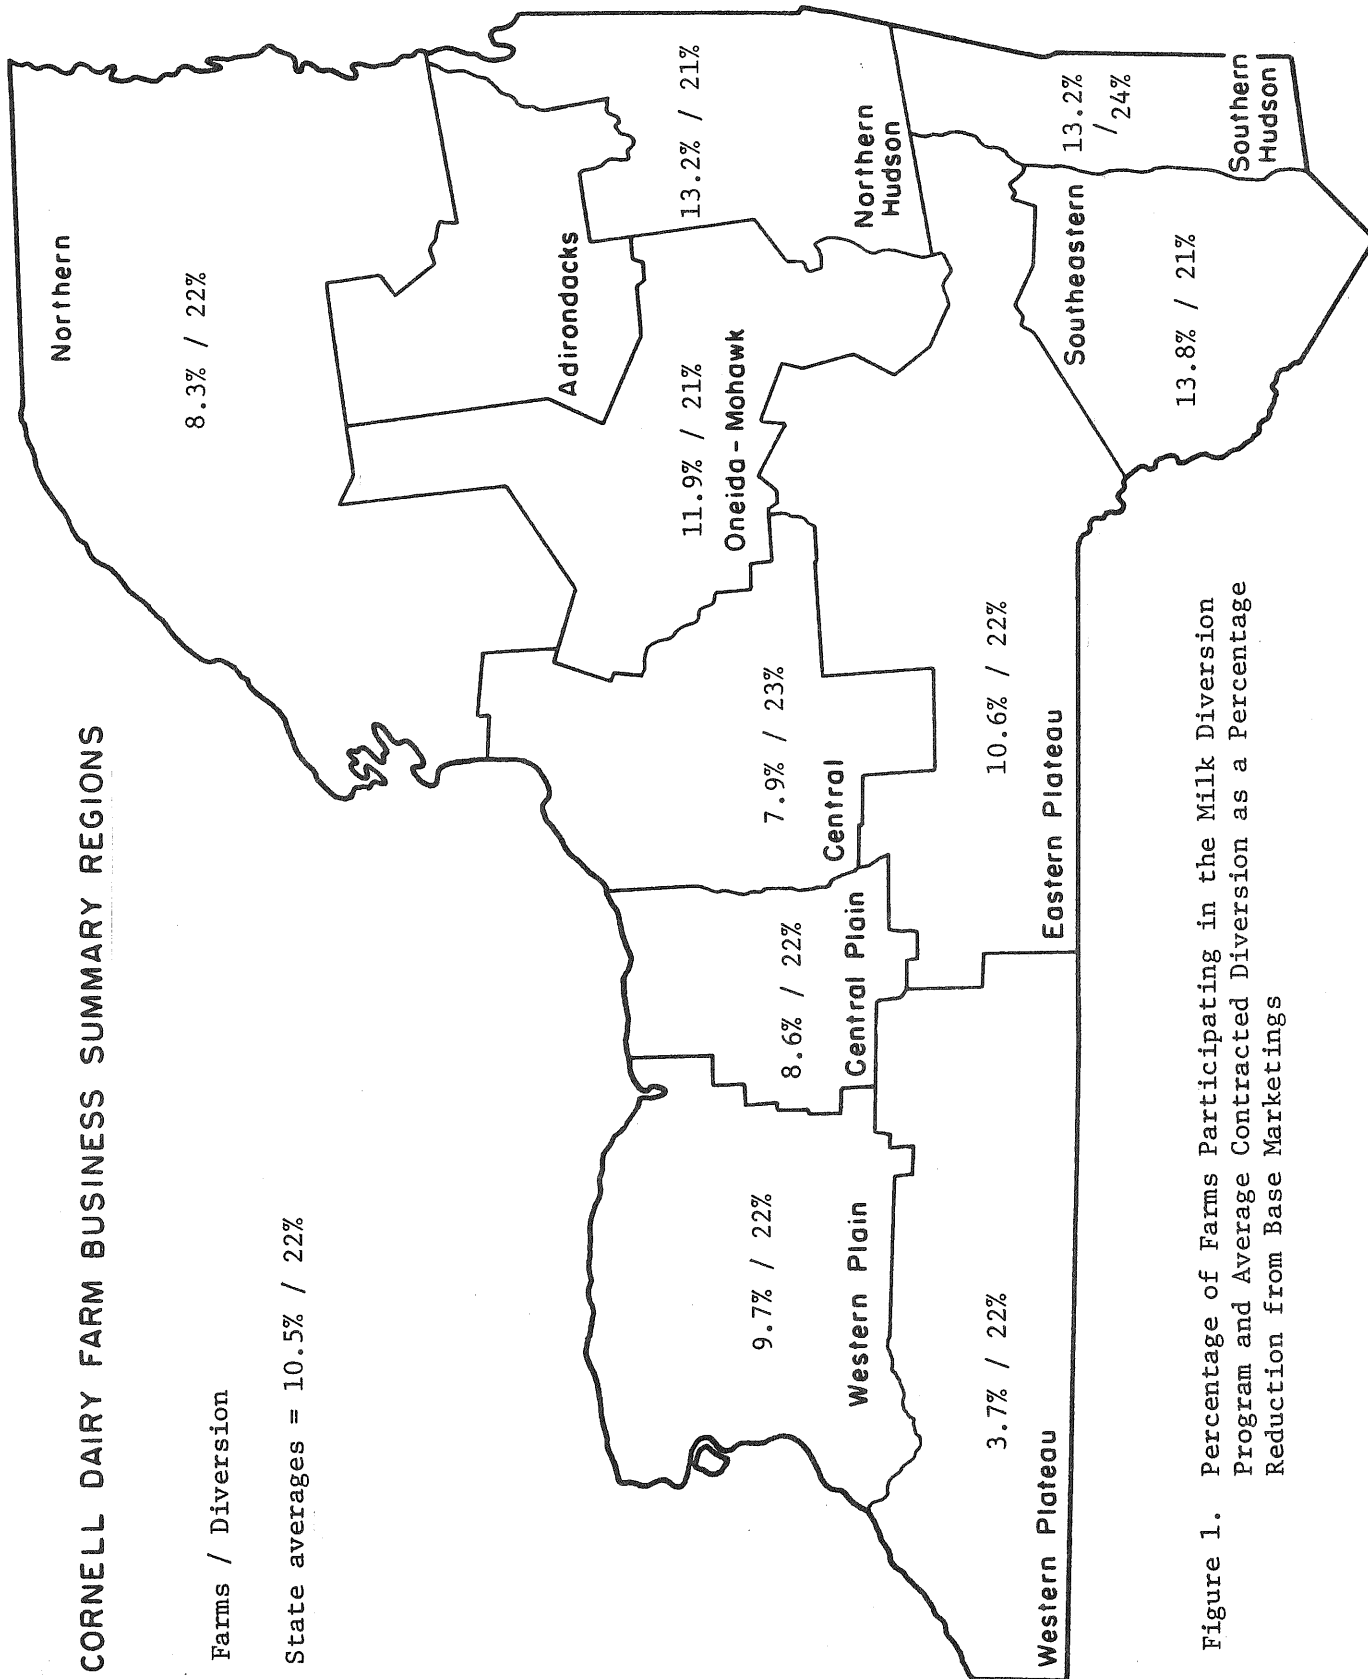 CORNELL DAIRY FARM BUSINESS SUMMARY REGIONS
Farms / Diversion
State averages = 10.5% / 22%
Northern
8.3% / 22%
Adirondacks
13.2% / 21%
Northern
Hudson
11.9% / 21%
Oneida-Mohawk
7.9% / 23%
Central
8.6% / 22%
Central Plain
9.7% / 22%
Western Plain
3.7% / 22%
Western Plateau
10.6% / 22%
Eastern Plateau
Southeastern
13.8% / 21%
13.2%
/ 24%
Southern
Hudson
Figure 1. Percentage of Farms Participating in the Milk Diversion
Program and Average Contracted Diversion as a Percentage
Reduction from Base Marketings